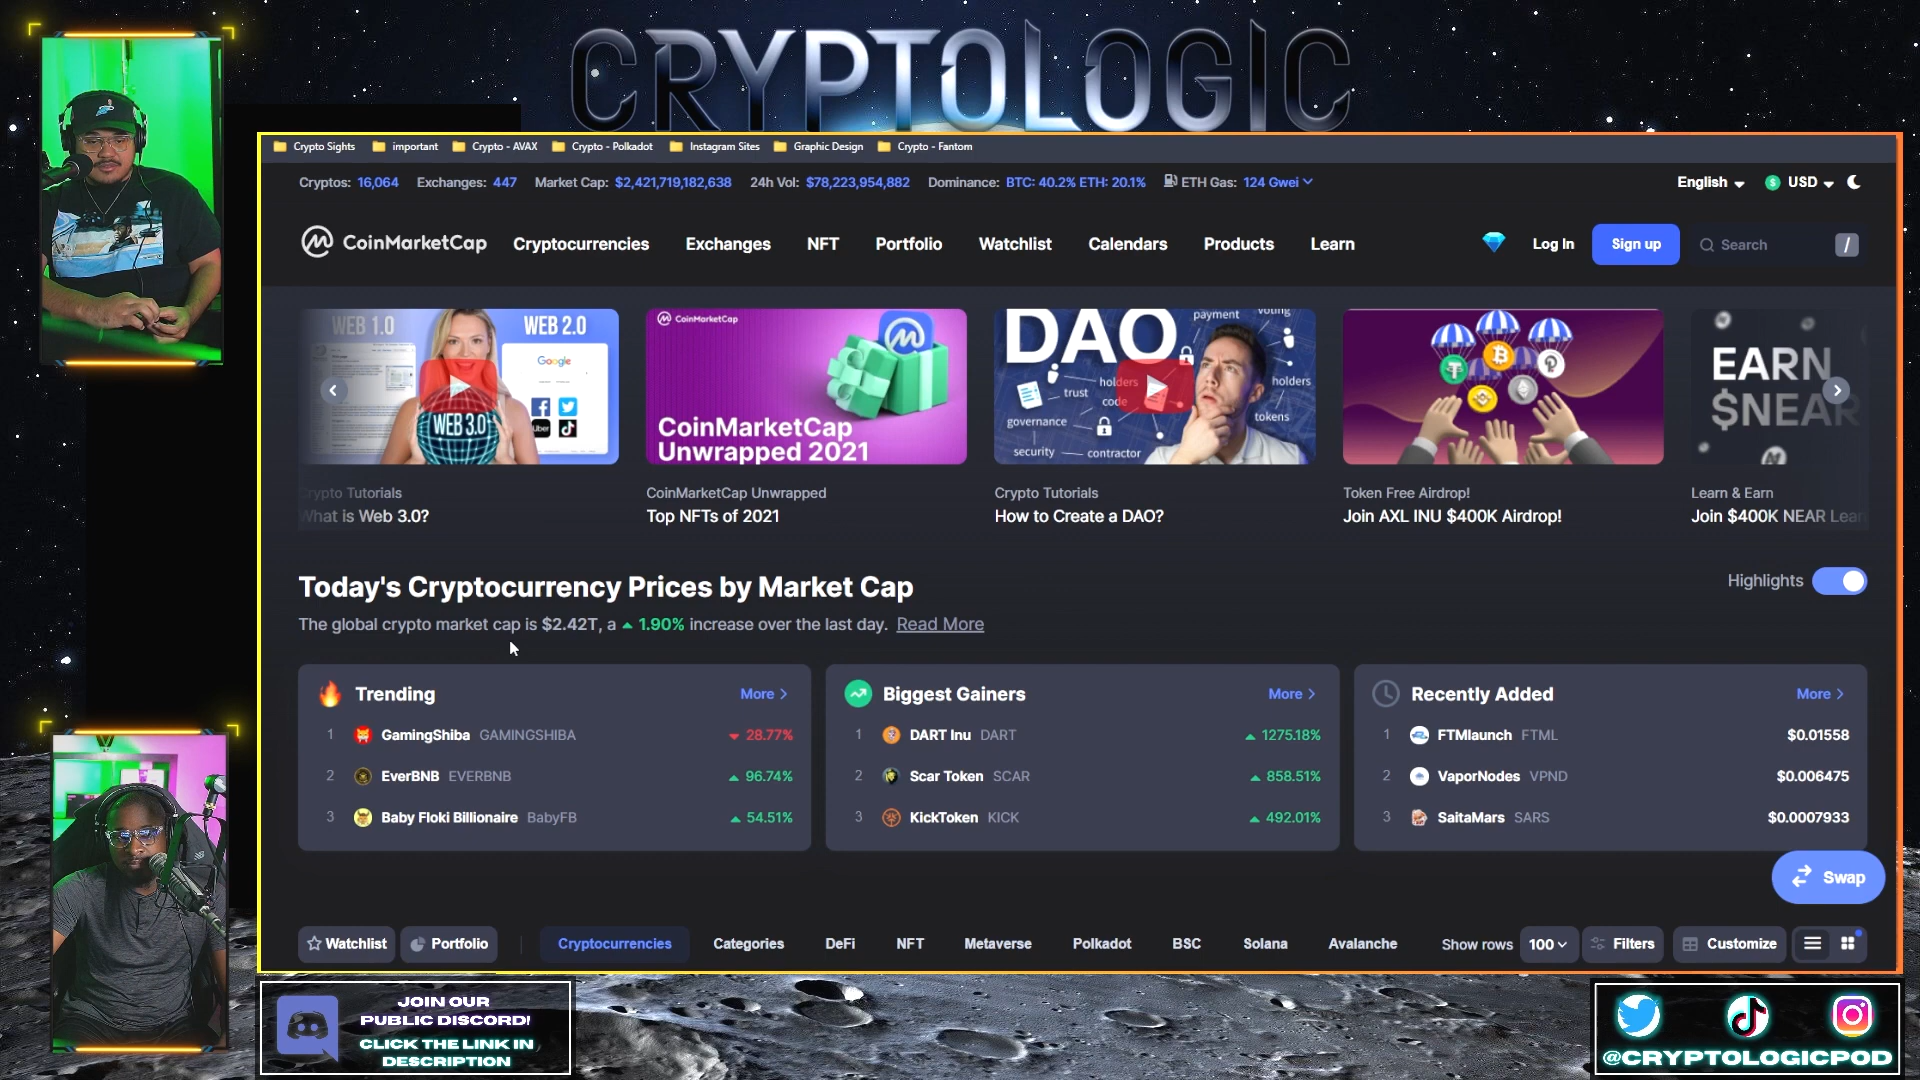 CRYPTOLOGIC
Crypto Sights
important
Crypto - AVAX
Crypto - Polkadot
Instagram Sites
Graphic Design
Crypto - Fantom
Cryptos: 16,064 Exchanges: 447 Market Cap: $2,421,719,182,638 24h Vol: $78,223,954,882 Dominance: BTC: 40.2% ETH: 20.1% ETH Gas: 124 Gwei
English USD
CoinMarketCap Cryptocurrencies Exchanges NFT Portfolio Watchlist Calendars Products Learn Log In Sign up Search /
WEB 1.0 WEB 2.0
Google
WEB 3.0
CoinMarketCap
CoinMarketCap
Unwrapped 2021
DAO
payment
voting
holders
trust
code
governance
security
contractor
holders
tokens
EARN
$NEAR
Crypto Tutorials
What is Web 3.0?
CoinMarketCap Unwrapped
Top NFTs of 2021
Crypto Tutorials
How to Create a DAO?
Token Free Airdrop!
Join AXL INU $400K Airdrop!
Learn & Earn
Join $400K NEAR Lear
Today's Cryptocurrency Prices by Market Cap
Highlights
The global crypto market cap is $2.42T, a 1.90% increase over the last day. Read More
Trending More
1 GamingShiba GAMINGSHIBA 28.77%
2 EverBNB EVERBNB 96.74%
3 Baby Floki Billionaire BabyFB 54.51%
Biggest Gainers More
1 DART Inu DART 1275.18%
2 Scar Token SCAR 858.51%
3 KickToken KICK 492.01%
Recently Added More
1 FTMlaunch FTML $0.01558
2 VaporNodes VPND $0.006475
3 SaitaMars SARS $0.0007933
Swap
Watchlist Portfolio Cryptocurrencies Categories DeFi NFT Metaverse Polkadot BSC Solana Avalanche Show rows 100 Filters Customize
JOIN OUR
PUBLIC DISCORD!
CLICK THE LINK IN
DESCRIPTION
@CRYPTOLOGICPOD